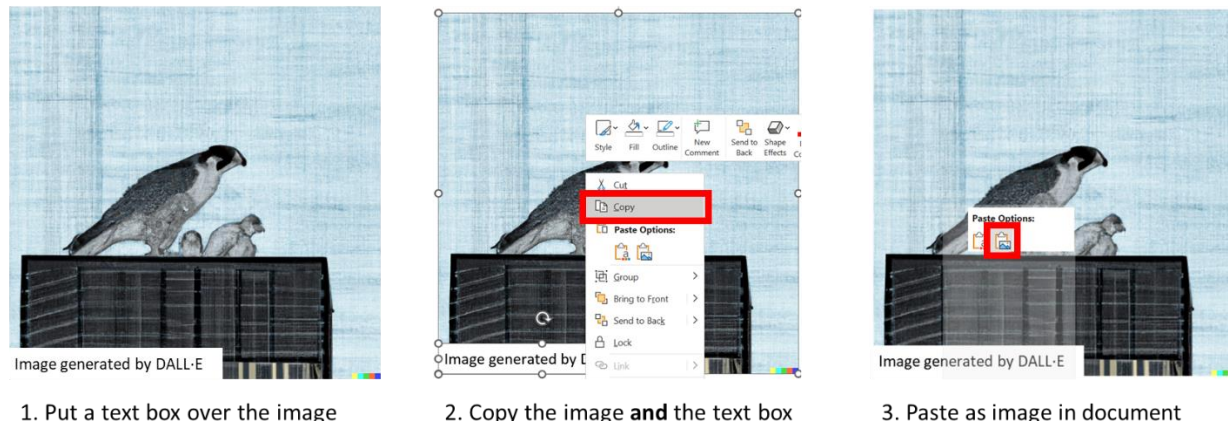 Image generated by DALL·E
1. Put a text box over the image
Style
Fill
Outline
New
Comment
Send to
Back
Shape
Effects
Cut
Copy
Paste Options:
Group
Bring to Front
Send to Back
Lock
Link
Image generated by D
2. Copy the image and the text box
Paste Options:
Image generated by DALL·E
3. Paste as image in document